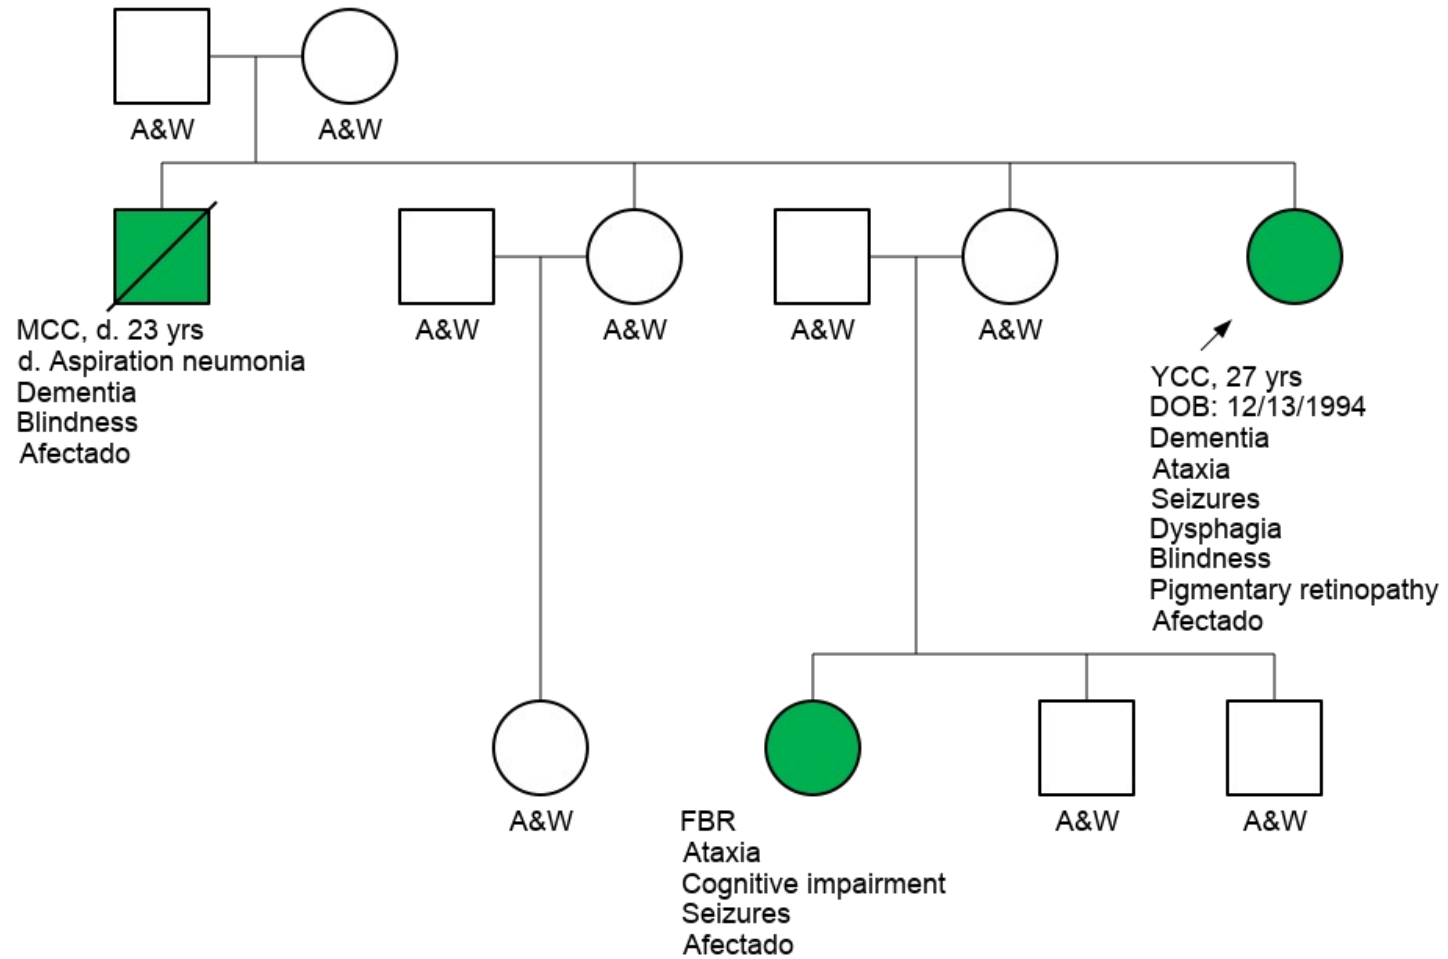 A&W
A&W
MCC, d. 23 yrs
d. Aspiration neumonia
Dementia
Blindness
Afectado
A&W
A&W
A&W
A&W
YCC, 27 yrs
DOB: 12/13/1994
Dementia
Ataxia
Seizures
Dysphagia
Blindness
Pigmentary retinopathy
Afectado
A&W
FBR
Ataxia
Cognitive impairment
Seizures
Afectado
A&W
A&W